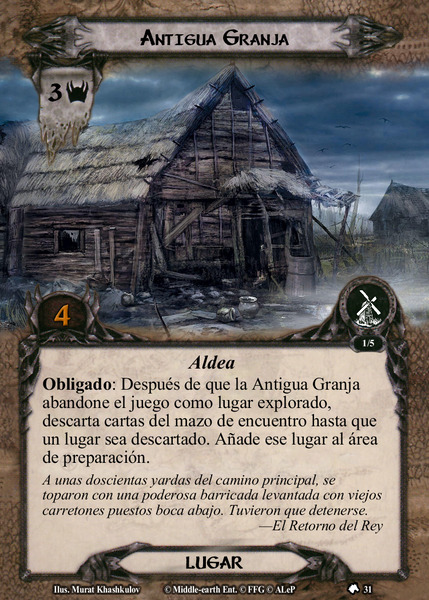 Antigua Granja
3
4
1/5
Aldea
Obligado: Después de que la Antigua Granja
abandone el juego como lugar explorado,
descarta cartas del mazo de encuentro hasta que
un lugar sea descartado. Añade ese lugar al área
de preparación.
A unas doscientas yardas del camino principal, se
toparon con una poderosa barricada levantada con viejos
carretones puestos boca abajo. Tuvieron que detenerse.
—El Retorno del Rey
LUGAR
Ilus. Murat Khashkulov © Middle-earth Ent. © FFG © ALeP 31